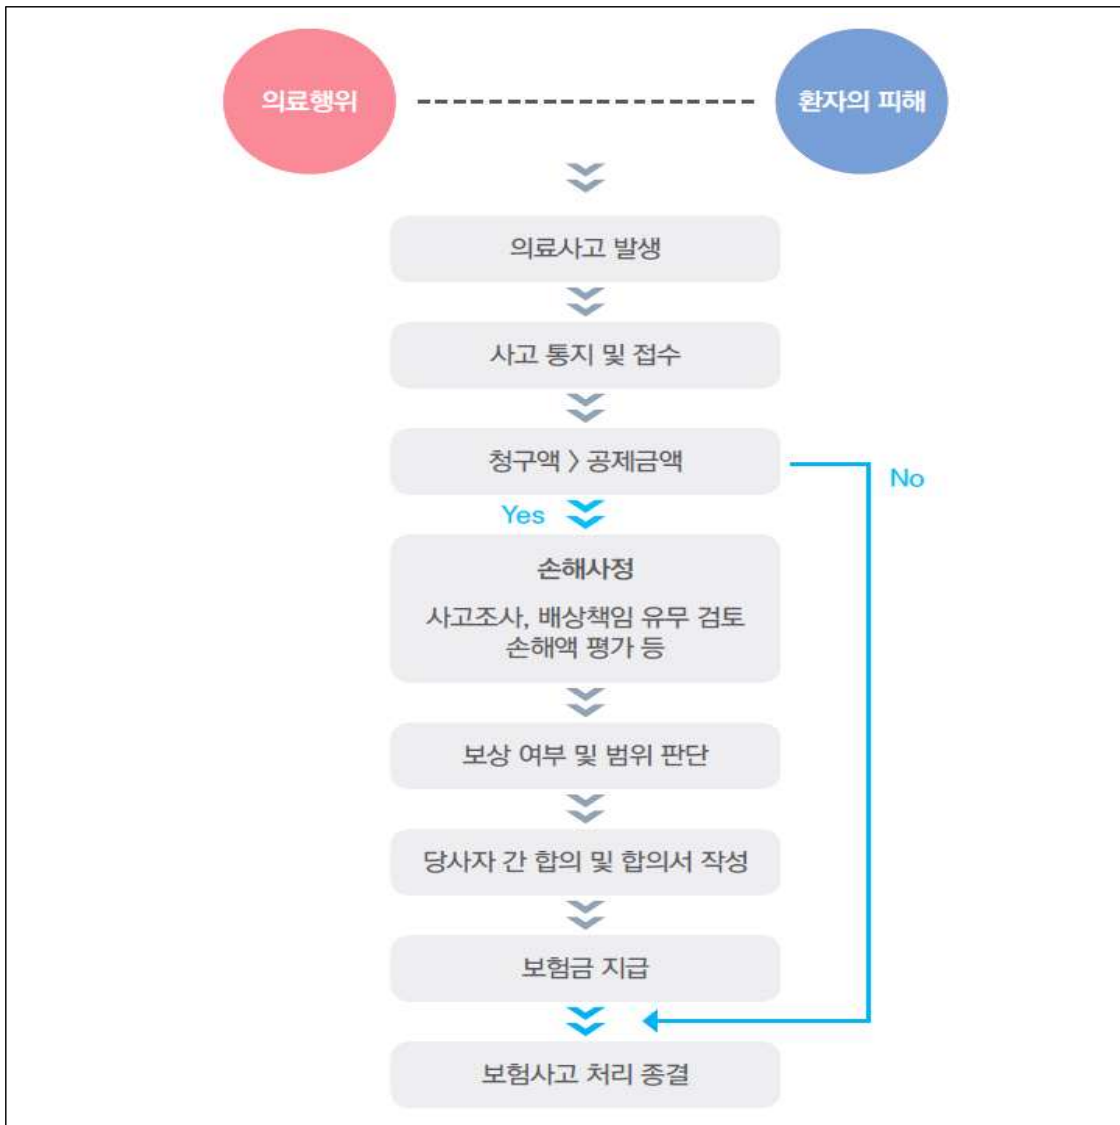 의료행위
환자의 피해
의료사고 발생
사고 통지 및 접수
청구액 〉 공제금액
No
Yes
손해사정
사고조사, 배상책임 유무 검토
손해액 평가 등
보상 여부 및 범위 판단
당사자 간 합의 및 합의서 작성
보험금 지급
보험사고 처리 종결